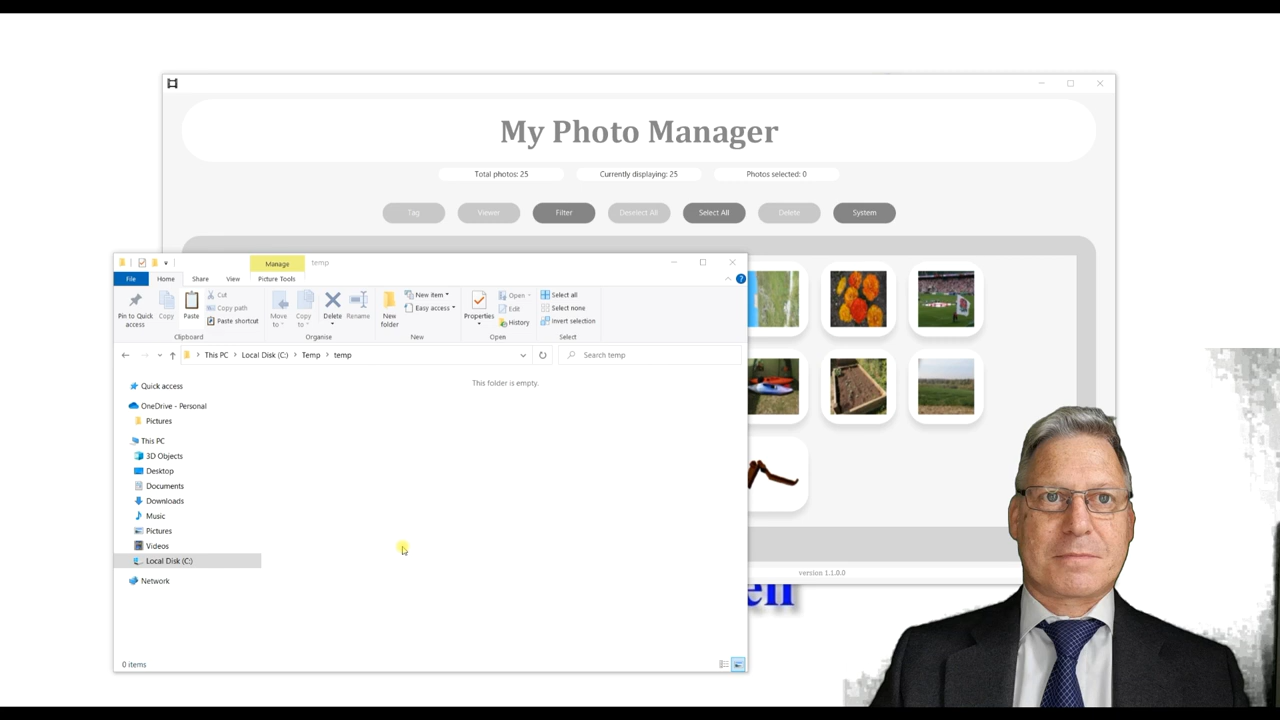 My Photo Manager
Total photos: 25
Currently displaying: 25
Photos selected: 0
Tag
Viewer
Filter
Deselect All
Select All
Delete
System
Manage
temp
File
Home
Share
View
Picture Tools
Pin to Quick access
Copy
Paste
Cut
Copy path
Paste shortcut
Clipboard
Move to
Copy to
Delete
Rename
Organise
New folder
New item
Easy access
New
Properties
Open
Edit
History
Open
Select all
Select none
Invert selection
Select
This PC
Local Disk (C:)
Temp
temp
Search temp
This folder is empty.
Quick access
OneDrive - Personal
Pictures
This PC
3D Objects
Desktop
Documents
Downloads
Music
Pictures
Videos
Local Disk (C:)
Network
0 items
version 1.1.0.0